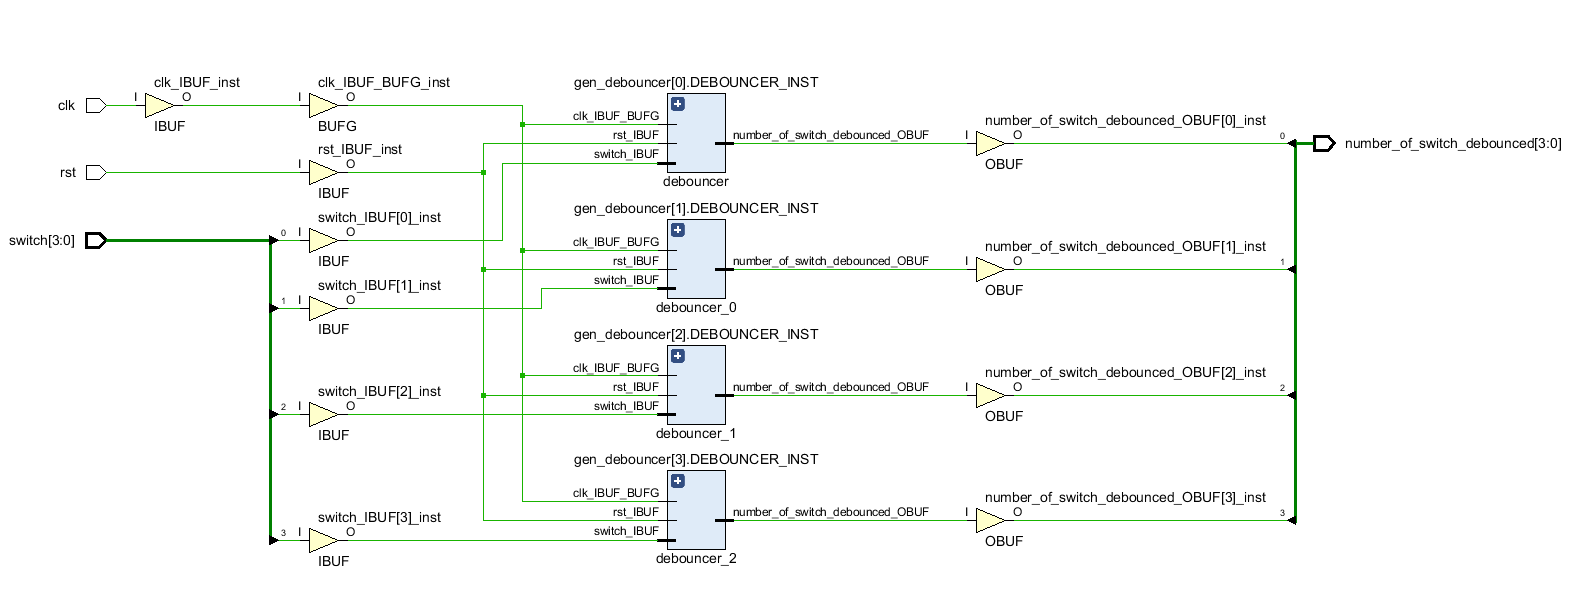 clk_IBUF_inst
clk_IBUF_BUFG_inst
gen_debouncer[0].DEBOUNCER_INST
clk
I
O
IBUF
I
O
BUFG
clk_IBUF_BUFG
rst_IBUF
switch_IBUF
debouncer
number_of_switch_debounced_OBUF
number_of_switch_debounced_OBUF[0]_inst
I
O
OBUF
0
number_of_switch_debounced[3:0]
rst
rst_IBUF_inst
I
O
IBUF
switch[3:0]
0
switch_IBUF[0]_inst
I
O
IBUF
gen_debouncer[1].DEBOUNCER_INST
clk_IBUF_BUFG
rst_IBUF
switch_IBUF
debouncer_0
number_of_switch_debounced_OBUF
number_of_switch_debounced_OBUF[1]_inst
I
O
OBUF
1
1
switch_IBUF[1]_inst
I
O
IBUF
gen_debouncer[2].DEBOUNCER_INST
clk_IBUF_BUFG
rst_IBUF
switch_IBUF
debouncer_1
number_of_switch_debounced_OBUF
number_of_switch_debounced_OBUF[2]_inst
I
O
OBUF
2
2
switch_IBUF[2]_inst
I
O
IBUF
gen_debouncer[3].DEBOUNCER_INST
clk_IBUF_BUFG
rst_IBUF
switch_IBUF
debouncer_2
number_of_switch_debounced_OBUF
number_of_switch_debounced_OBUF[3]_inst
I
O
OBUF
3
3
switch_IBUF[3]_inst
I
O
IBUF